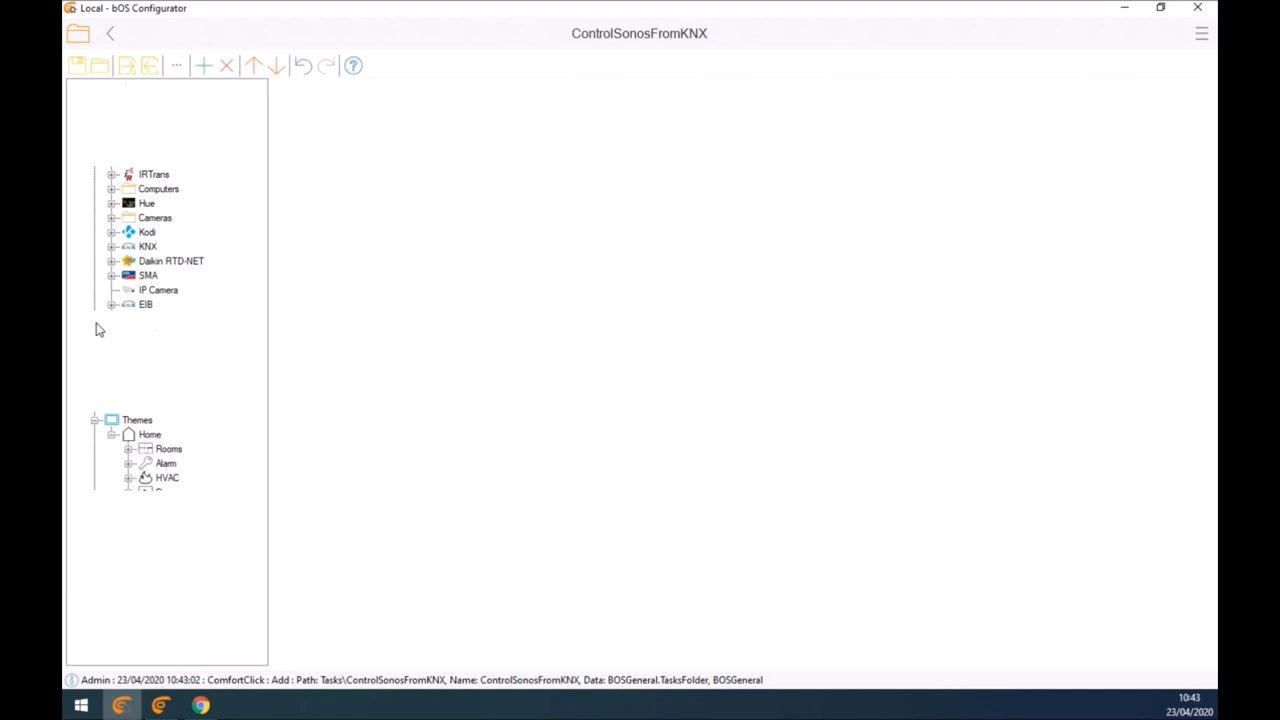 Local - bOS Configurator
ControlSonosFromKNX
IRTrans
Computers
Hue
Cameras
Kodi
KNX
Daikin RTD-NET
SMA
IP Camera
EIB
Themes
Home
Rooms
Alarm
HVAC
Admin : 23/04/2020 10:43:02 : ComfortClick : Add : Path: Tasks\ControlSonosFromKNX, Name: ControlSonosFromKNX, Data: BOSGeneral.TasksFolder, BOSGeneral
10:43
23/04/2020